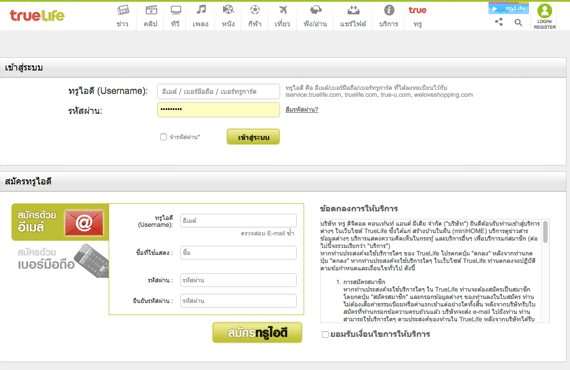 trueLife
ข่าว คลิป ทีวี เพลง หนัง กีฬา เที่ยว ฟัง/อ่าน แชร์ไฟล์ บริการ ทรู
true
myLife
LOGIN
REGISTER
เข้าสู่ระบบ
ทรูไอดี (Username):
อีเมล์ / เบอร์มือถือ / เบอร์ทรูการ์ด
ทรูไอดี คือ อีเมล์/เบอร์มือถือ/เบอร์ทรูการ์ด ที่ได้ลงทะเบียนไว้กับ
iservice.truelife.com, truelife.com, true-u.com, weloveshopping.com
รหัสผ่าน:
ลืมรหัสผ่าน?
จำรหัสผ่าน*
เข้าสู่ระบบ
สมัครทรูไอดี
สมัครด้วย
อีเมล์
สมัครด้วย
เบอร์มือถือ
ทรูไอดี
(Username):
อีเมล์
ตรวจสอบ E-mail ซ้ำ
ชื่อที่ใช้แสดง :
ชื่อ
รหัสผ่าน :
รหัสผ่าน
ยืนยันรหัสผ่าน :
รหัสผ่าน
สมัครทรูไอดี
ข้อตกลงการให้บริการ
บริษัท ทรู ดิจิตอล คอนเท้นท์ แอนด์ มีเดีย จำกัด ("บริษัท") ยินดีต้อนรับท่านเข้าสู่บริการ
ต่างๆ ในเว็บไซต์ TrueLife ซึ่งได้แก่ สร้างบ้านในฝัน (miniHOME) บริการดูข่าวสาร
ข้อมูลต่างๆ บริการแสดงความคิดเห็นในกระทู้ และบริการอื่นๆ เพื่อบริการแก่สมาชิก (ต่อ
ไปนี้จะรวมเรียกว่า "บริการ")
หากท่านประสงค์จะใช้บริการใดๆ ของ TrueLife โปรดกดปุ่ม "ตกลง" หลังจากท่านกด
ปุ่ม "ตกลง" หากท่านประสงค์จะใช้บริการใดๆ ใน TrueLife ท่านตกลงจะปฏิบัติ
ตามข้อกำหนดและเงื่อนไขทั่วไป ดังนี้
1. การสมัครสมาชิก
หากท่านประสงค์จะใช้บริการใดๆ ใน TrueLife ท่านจะต้องสมัครเป็นสมาชิก
โดยกดปุ่ม "สมัครสมาชิก" และกรอกข้อมูลต่างๆ ของท่านลงในใบสมัคร ท่าน
ไม่ต้องเสียค่าธรรมเนียมหรือค่าแรกเข้าแต่อย่างใดทั้งสิ้น หลังจากบริษัทรับใบ
สมัครที่ท่านกรอกข้อความครบถ้วนแล้ว บริษัทจะส่ง e-mail ไปยังท่าน ท่าน
สามารถใช้บริการใดๆ ตามประสงค์ของท่านใน TrueLife หลังจากบริษัทได้รับ
ยอมรับเงื่อนไขการให้บริการ